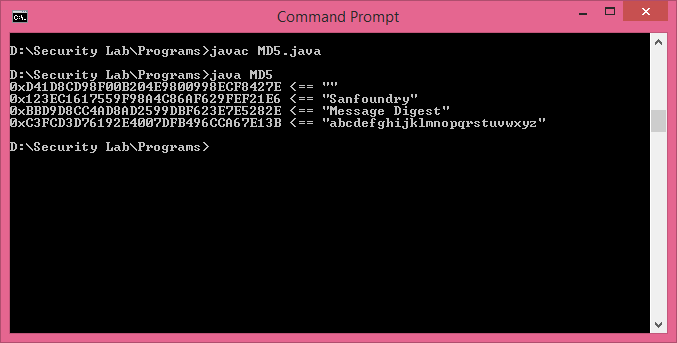 Command Prompt
D:\Security Lab\Programs>javac MD5.java
D:\Security Lab\Programs>java MD5
0xD41D8CD98F00B204E9800998ECF8427E <== ""
0x123EC1617559F98A4C86AF629FEF21E6 <== "Sanfoundry"
0xBBD9D8CC4AD8AD2599DBF623E7E5282E <== "Message Digest"
0xC3FCD3D76192E4007DFB496CCA67E13B <== "abcdefghijklmnopqrstuvwxyz"
D:\Security Lab\Programs>